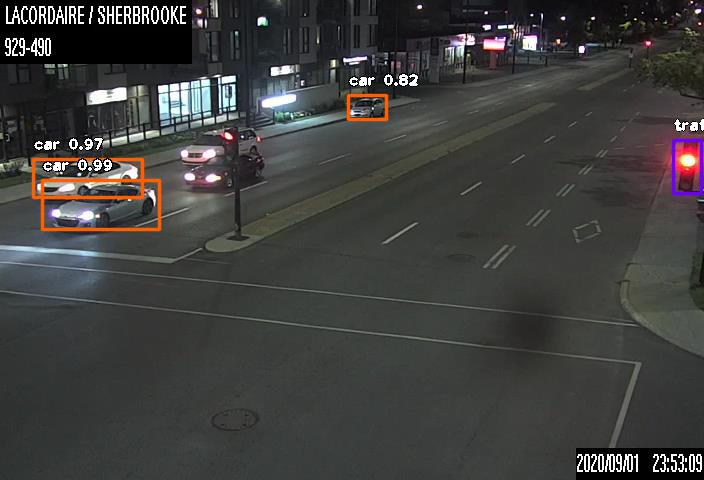 LACORDAIRE / SHERBROOKE
929-490
car 0.82
traf
car 0.97
car 0.99
2020/09/01 23:53:09